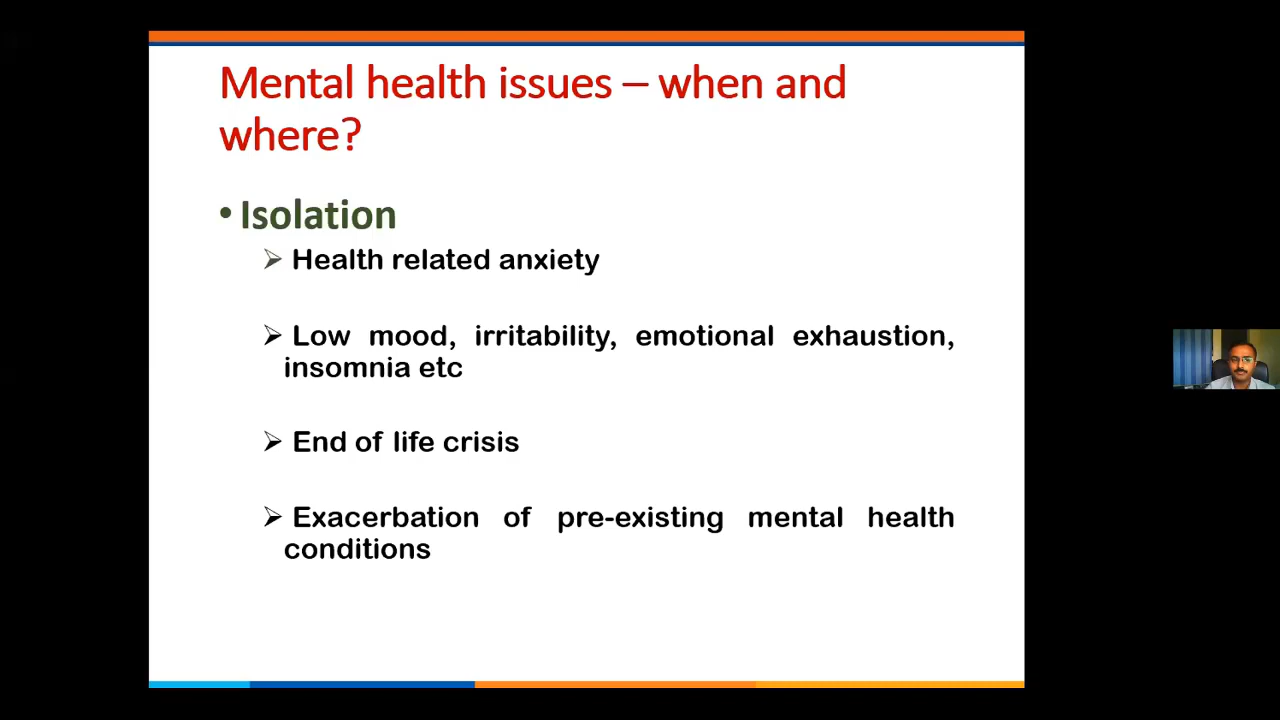 Mental health issues – when and
where?
• Isolation
➢ Health related anxiety
➢ Low mood, irritability, emotional exhaustion,
insomnia etc
➢ End of life crisis
➢ Exacerbation of pre-existing mental health
conditions